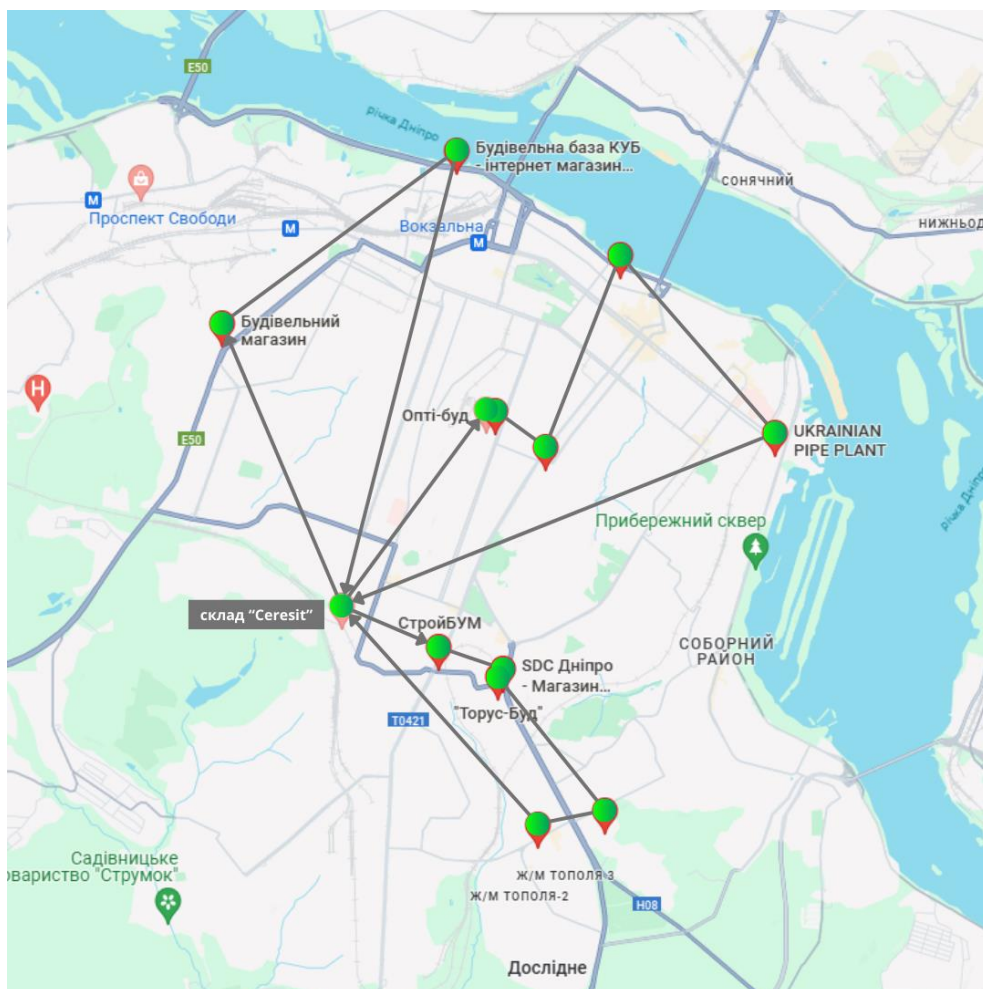 E50
річка Дніпро
Будівельна база КУБ
- інтернет магазин...
СОНЯЧНИЙ
M
Проспект Свободи
M
Вокзальна
M
НИЖНЬОД
Будівельний
магазин
H
Опті-буд
E50
UKRAINIAN
PIPE PLANT
річка Дніпр
Прибережний сквер
склад “Ceresit”
СтройБУМ
СОБОРНИЙ
РАЙОН
SDC Дніпро
- Магазин...
"Торус-Буд"
T0421
Садівницьке
овариство "Струмок"
Ж/М ТОПОЛЯ 3
Ж/М ТОПОЛЯ-2
H08
Дослідне